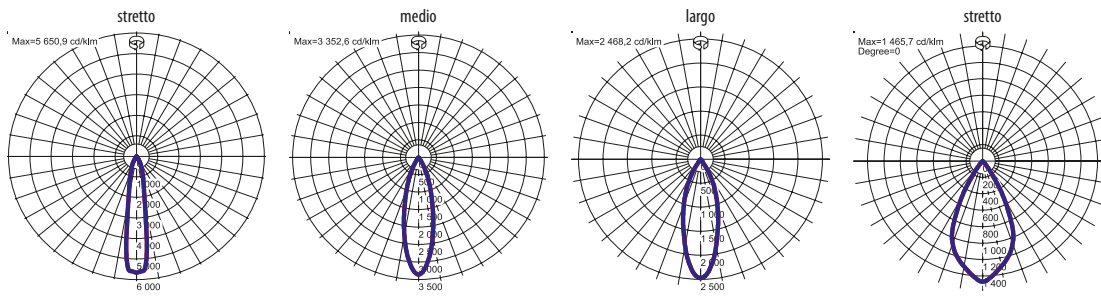 stretto
Max=5 650,9 cd/klm
1 000
2 000
3 000
4 000
5 000
6 000
medio
Max=3 352,6 cd/klm
500
1 000
1 500
2 000
2 500
3 000
3 500
largo
Max=2 468,2 cd/klm
500
1 000
1 500
2 000
2 500
stretto
Max=1 465,7 cd/klm
Degree=0
200
400
600
800
1 000
1 200
1 400